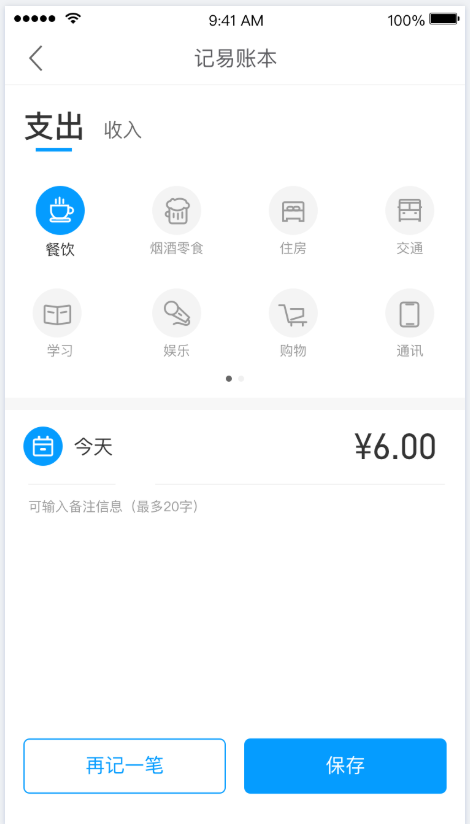 9:41 AM 100%
记易账本
支出 收入
餐饮 烟酒零食 住房 交通
学习 娱乐 购物 通讯
今天 ¥6.00
可输入备注信息（最多20字）
再记一笔 保存